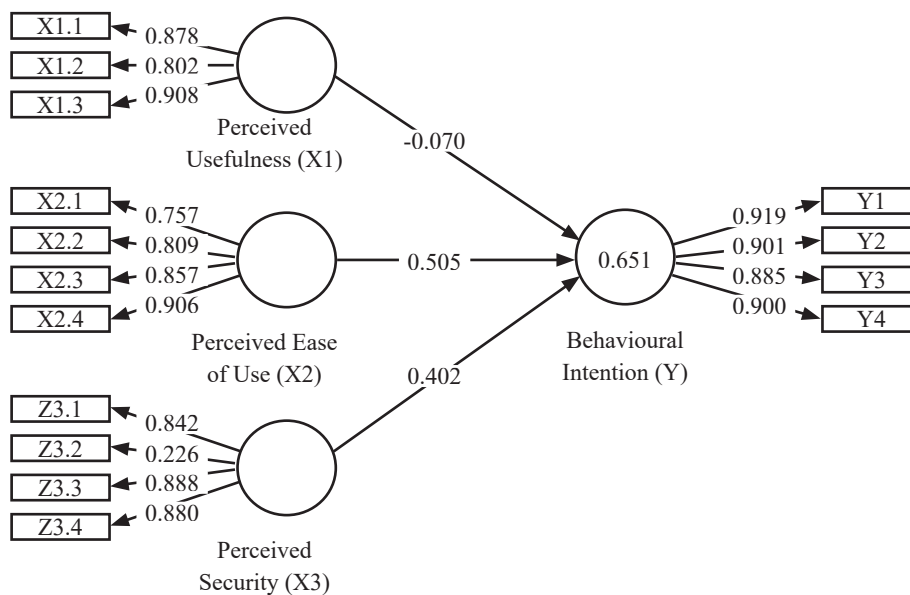 X1.1
0.878
X1.2
0.802
X1.3
0.908
Perceived
Usefulness (X1)
-0.070
X2.1
0.757
X2.2
0.809
X2.3
0.857
X2.4
0.906
Perceived Ease
of Use (X2)
0.505
Z3.1
0.842
Z3.2
0.226
Z3.3
0.888
Z3.4
0.880
Perceived
Security (X3)
0.402
0.651
Behavioural
Intention (Y)
0.919
Y1
0.901
Y2
0.885
Y3
0.900
Y4